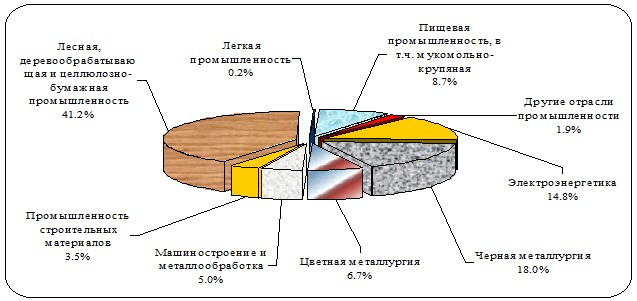 Лесная,
деревообрабатываю
щая и целлюлозно-
бумажная
промышленность
41.2%
Легкая
промышленность
0.2%
Пищевая
промышленность, в
т.ч. мукомольно-
крупяная
8.7%
Другие отрасли
промышленности
1.9%
Электроэнергетика
14.8%
Черная металлургия
18.0%
Цветная металлургия
6.7%
Машиностроение и
металлообработка
5.0%
Промышленность
строительных
материалов
3.5%